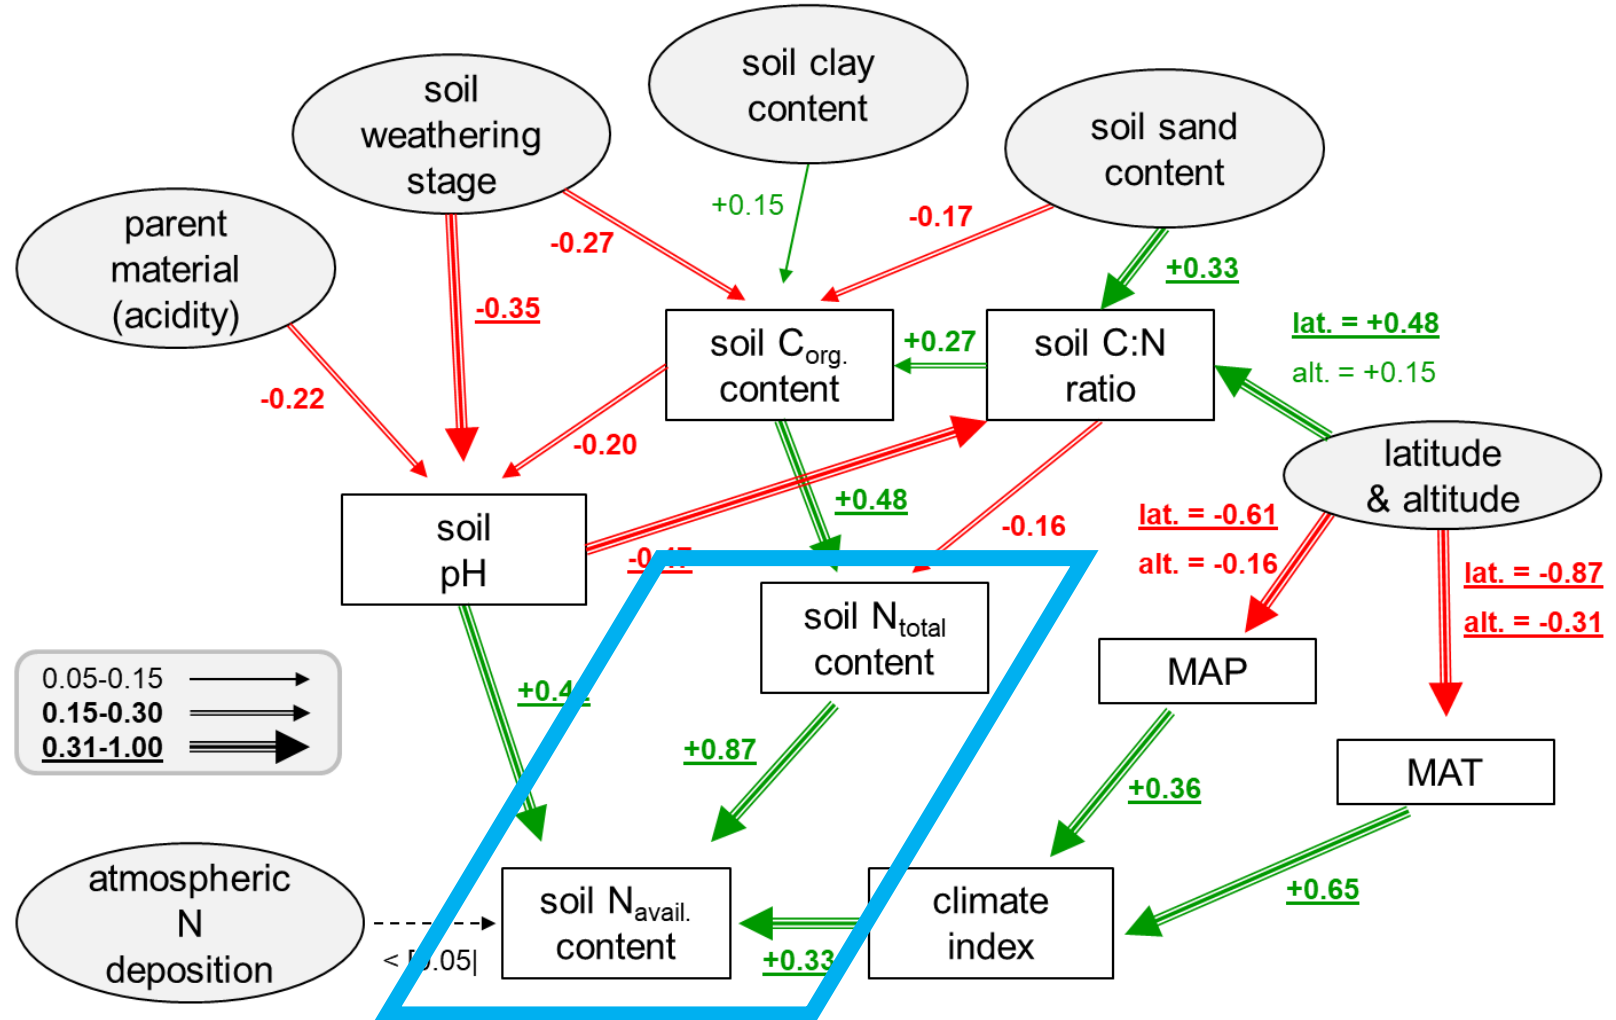 soil clay
content
soil
weathering
stage
soil sand
content
parent
material
(acidity)
+0.15
-0.17
-0.27
+0.33
-0.35
lat. = +0.48
alt. = +0.15
soil Corg.
content
+0.27
soil C:N
ratio
-0.22
-0.20
latitude
& altitude
+0.48
-0.16
lat. = -0.61
alt. = -0.16
soil
pH
lat. = -0.87
alt. = -0.31
soil Ntotal
content
MAP
0.05-0.15
0.15-0.30
0.31-1.00
+0.87
MAT
+0.36
+0.65
atmospheric
N
deposition
soil Navail.
content
climate
index
+0.33